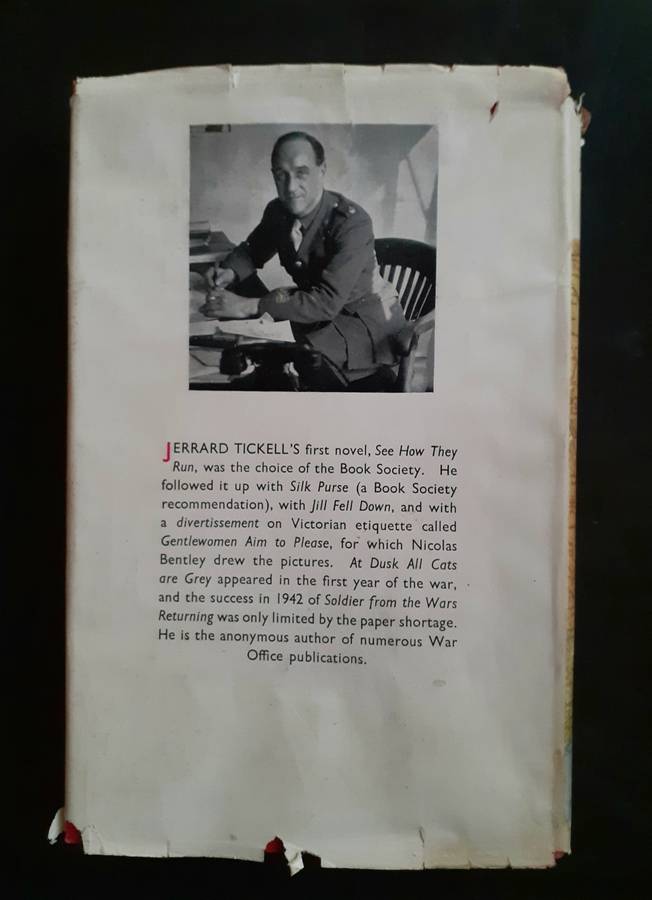 JERRARD TICKELL'S first novel, See How They
Run, was the choice of the Book Society. He
followed it up with Silk Purse (a Book Society
recommendation), with Jill Fell Down, and with
a divertissement on Victorian etiquette called
Gentlewomen Aim to Please, for which Nicolas
Bentley drew the pictures. At Dusk All Cats
are Grey appeared in the first year of the war,
and the success in 1942 of Soldier from the Wars
Returning was only limited by the paper shortage.
He is the anonymous author of numerous War
Office publications.